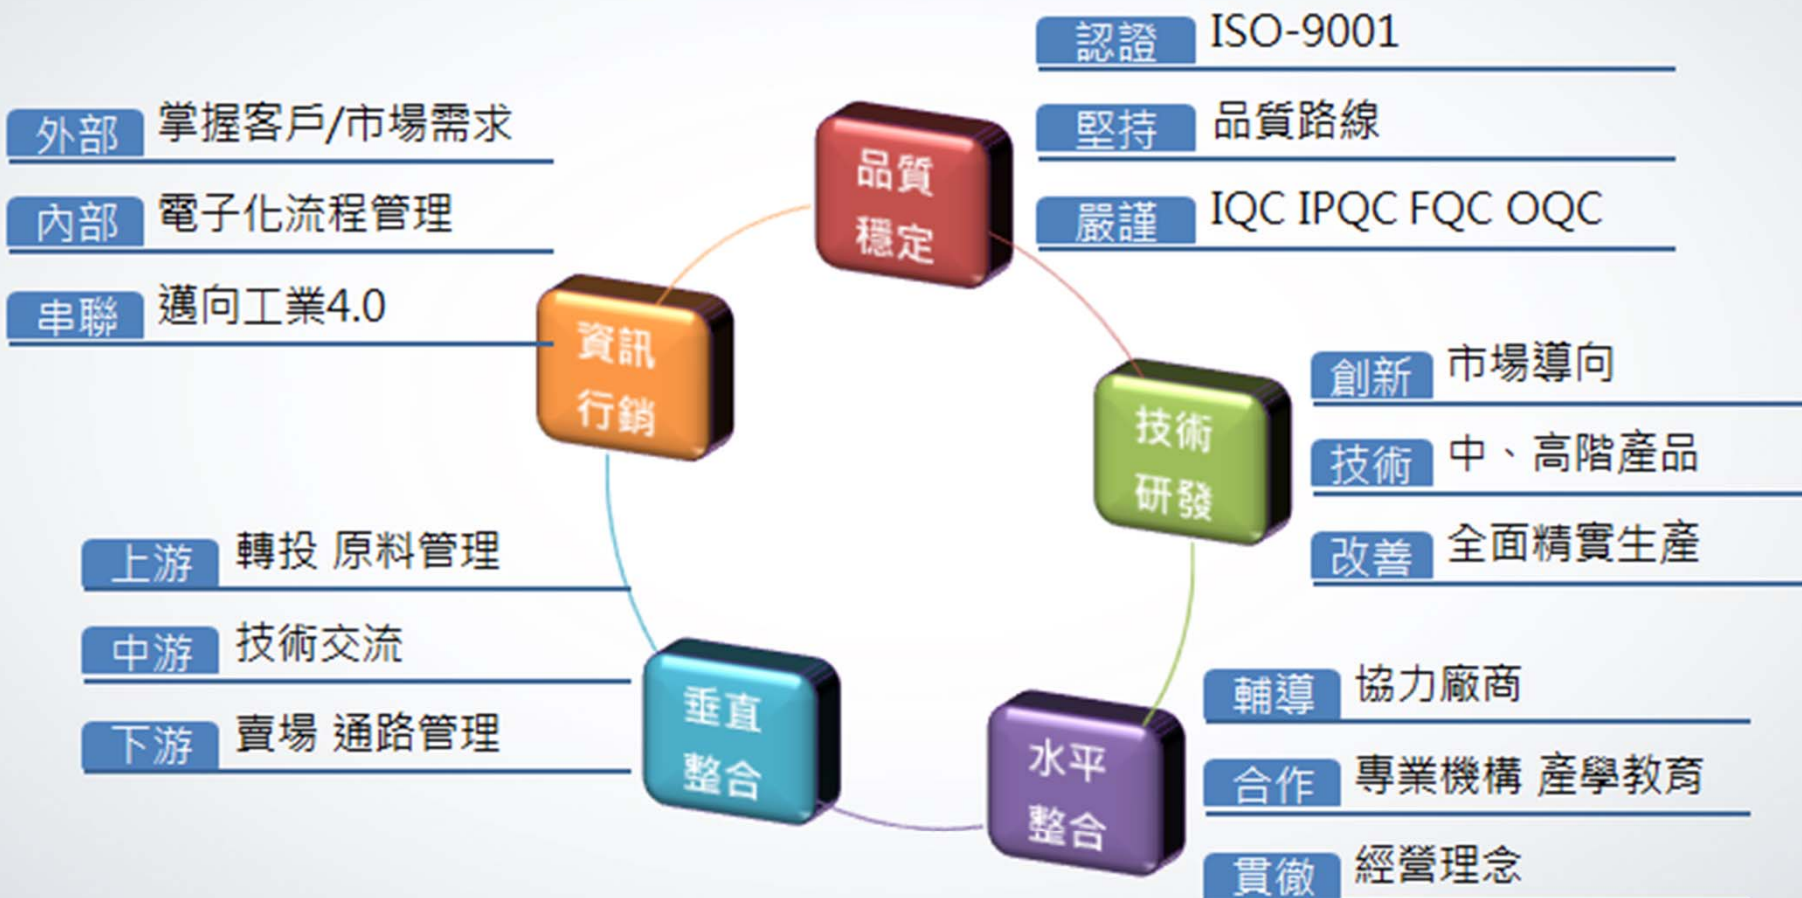 認證 ISO-9001
堅持 品質路線
嚴謹 IQC IPQC FQC OQC
品質
穩定
外部 掌握客戶/市場需求
內部 電子化流程管理
串聯 邁向工業4.0
資訊
行銷
創新 市場導向
技術 中、高階產品
改善 全面精實生產
技術
研發
上游 轉投 原料管理
中游 技術交流
下游 賣場 通路管理
垂直
整合
輔導 協力廠商
合作 專業機構 產學教育
貫徹 經營理念
水平
整合